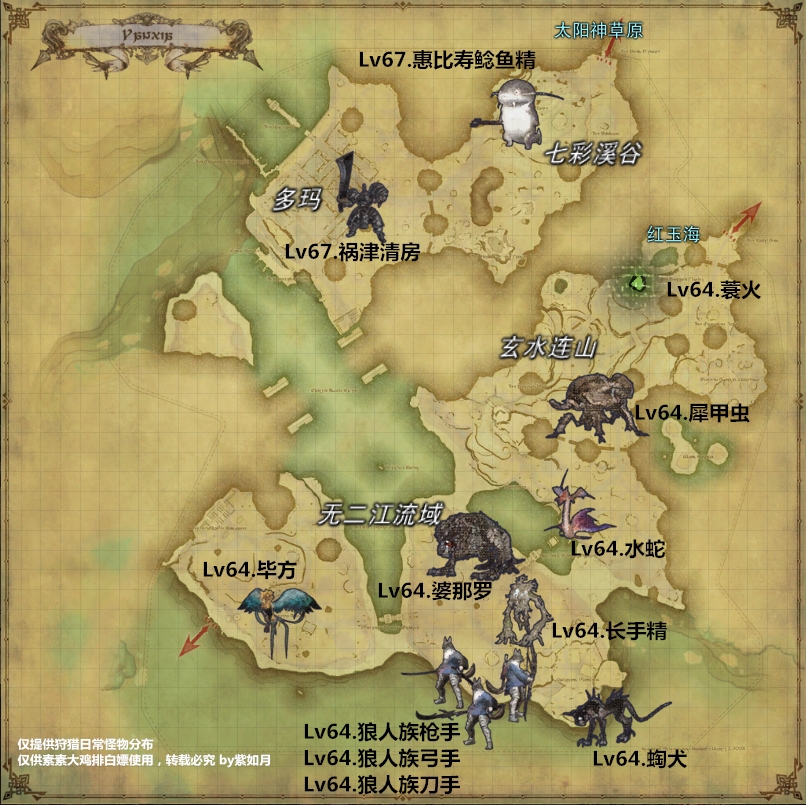 太阳神草原
Lv67.惠比寿鲶鱼精
七彩溪谷
多玛
Lv67.祸津清房
红玉海
Lv64.蓑火
玄水连山
Lv64.犀甲虫
无二江流域
Lv64.水蛇
Lv64.毕方
Lv64.婆那罗
Lv64.长手精
Lv64.狼人族枪手
Lv64.狼人族弓手
Lv64.狼人族刀手
Lv64.蜪犬
仅提供狩猎日常怪物分布
仅供素素大鸡排白嫖使用，转载必究 by紫如月